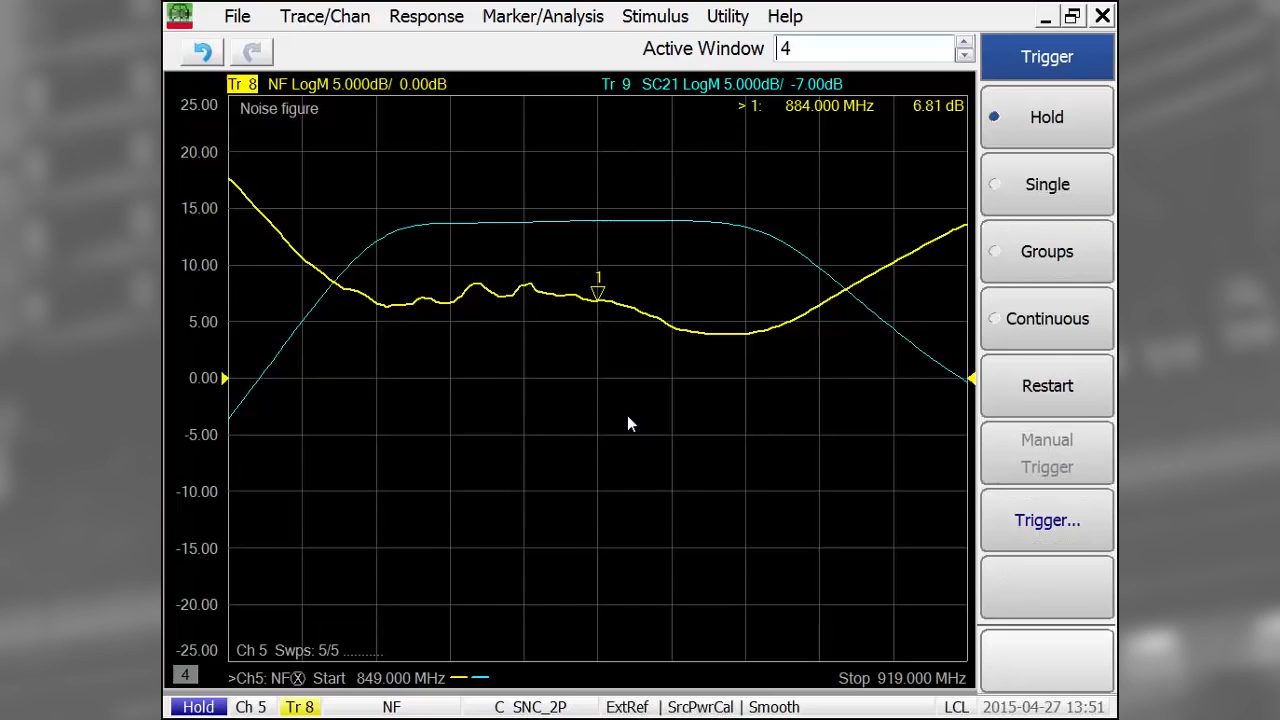 File Trace/Chan Response Marker/Analysis Stimulus Utility Help
Active Window 4
Trigger
Tr 8 NF LogM 5.000dB/ 0.00dB Tr 9 SC21 LogM 5.000dB/ -7.00dB
25.00 Noise figure > 1: 884.000 MHz 6.81 dB
Hold
20.00
Single
15.00
Groups
10.00
1
5.00
Continuous
0.00
Restart
-5.00
Manual
Trigger
-10.00
Trigger...
-15.00
-20.00
-25.00 Ch 5 Swps: 5/5 ...........
4 >Ch5: NF Start 849.000 MHz Stop 919.000 MHz
Hold Ch 5 Tr 8 NF C SNC_2P ExtRef | SrcPwrCal | Smooth LCL 2015-04-27 13:51